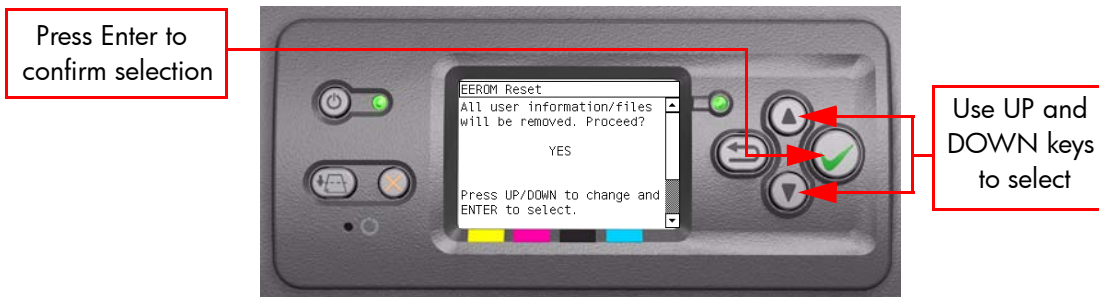 Press Enter to
confirm selection
EEROM Reset
All user information/files
will be removed. Proceed?
YES
Press UP/DOWN to change and
ENTER to select.
Use UP and
DOWN keys
to select